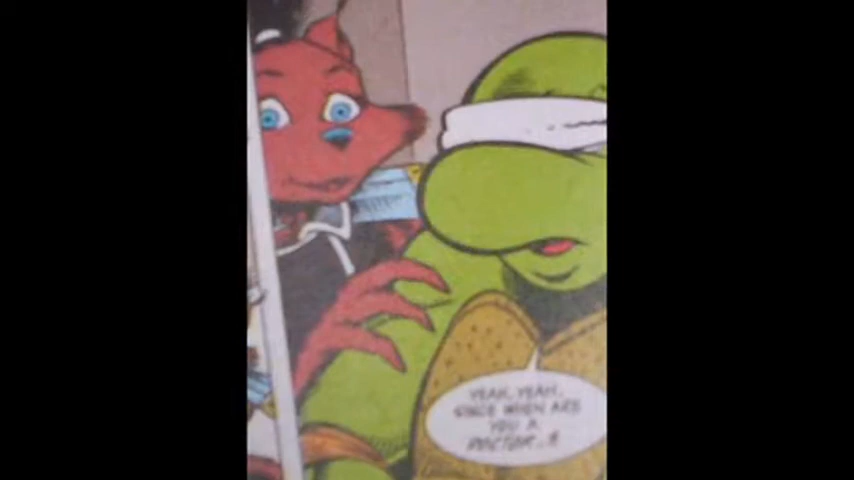 YEAH, YEAH,
SINCE WHEN ARE
YOU A
DOCTOR..?